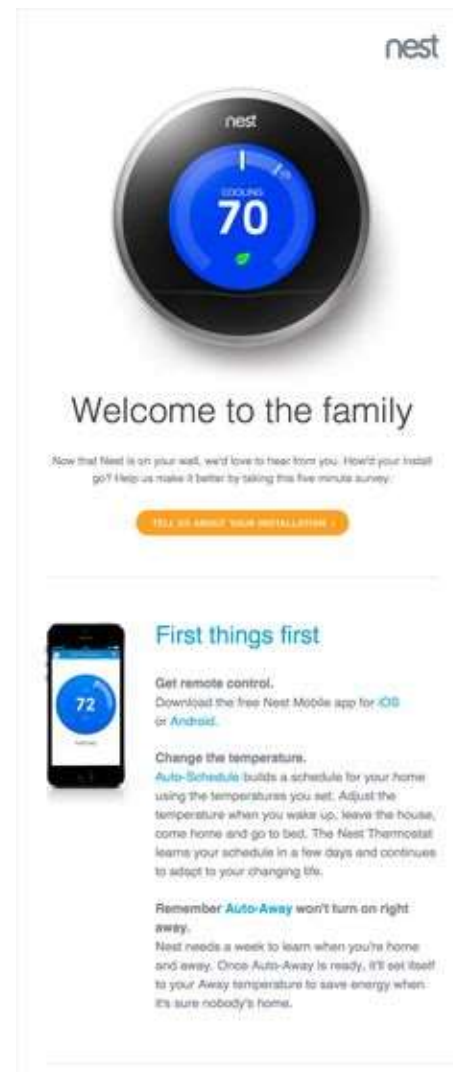 nest
nest
COOLING
70
Welcome to the family
Now that Nest is on your wall, we'd love to hear from you. How'd your install
go? Help us make it better by taking this five minute survey.
TELL US ABOUT YOUR INSTALLATION ›
First things first
72
Get remote control.
Download the free Nest Mobile app for iOS
or Android.
Change the temperature.
Auto-Schedule builds a schedule for your home
using the temperatures you set. Adjust the
temperature when you wake up, leave the house,
come home and go to bed. The Nest Thermostat
learns your schedule in a few days and continues
to adapt to your changing life.
Remember Auto-Away won't turn on right
away.
Nest needs a week to learn when you're home
and away. Once Auto-Away is ready, it'll set itself
to your Away temperature to save energy when
it's sure nobody's home.